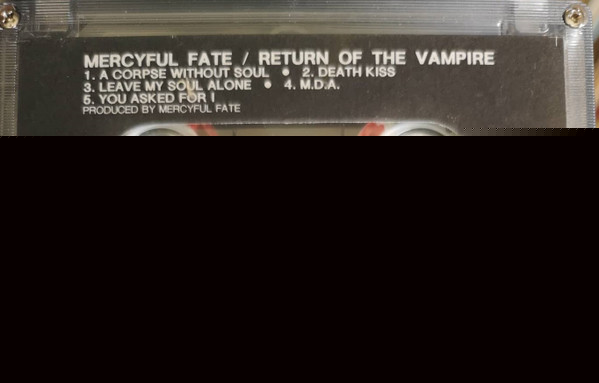 MERCYFUL FATE / RETURN OF THE VAMPIRE
1. A CORPSE WITHOUT SOUL • 2. DEATH KISS
3. LEAVE MY SOUL ALONE • 4. M.D.A.
5. YOU ASKED FOR I
PRODUCED BY MERCYFUL FATE